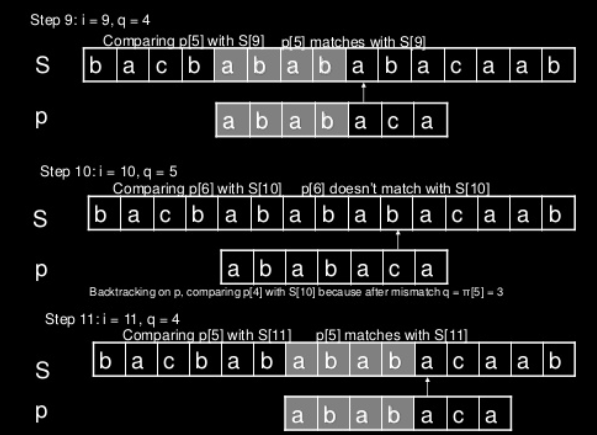 Step 9: i = 9, q = 4
Comparing p[5] with S[9] p[5] matches with S[9]
S b a c b a b a b a b a c a a b
p a b a b a c a
Step 10: i = 10, q = 5
Comparing p[6] with S[10] p[6] doesn't match with S[10]
S b a c b a b a b a b a c a a b
p a b a b a c a
Backtracking on p, comparing p[4] with S[10] because after mismatch q = π[5] = 3
Step 11: i = 11, q = 4
Comparing p[5] with S[11] p[5] matches with S[11]
S b a c b a b a b a b a c a a b
p a b a b a c a